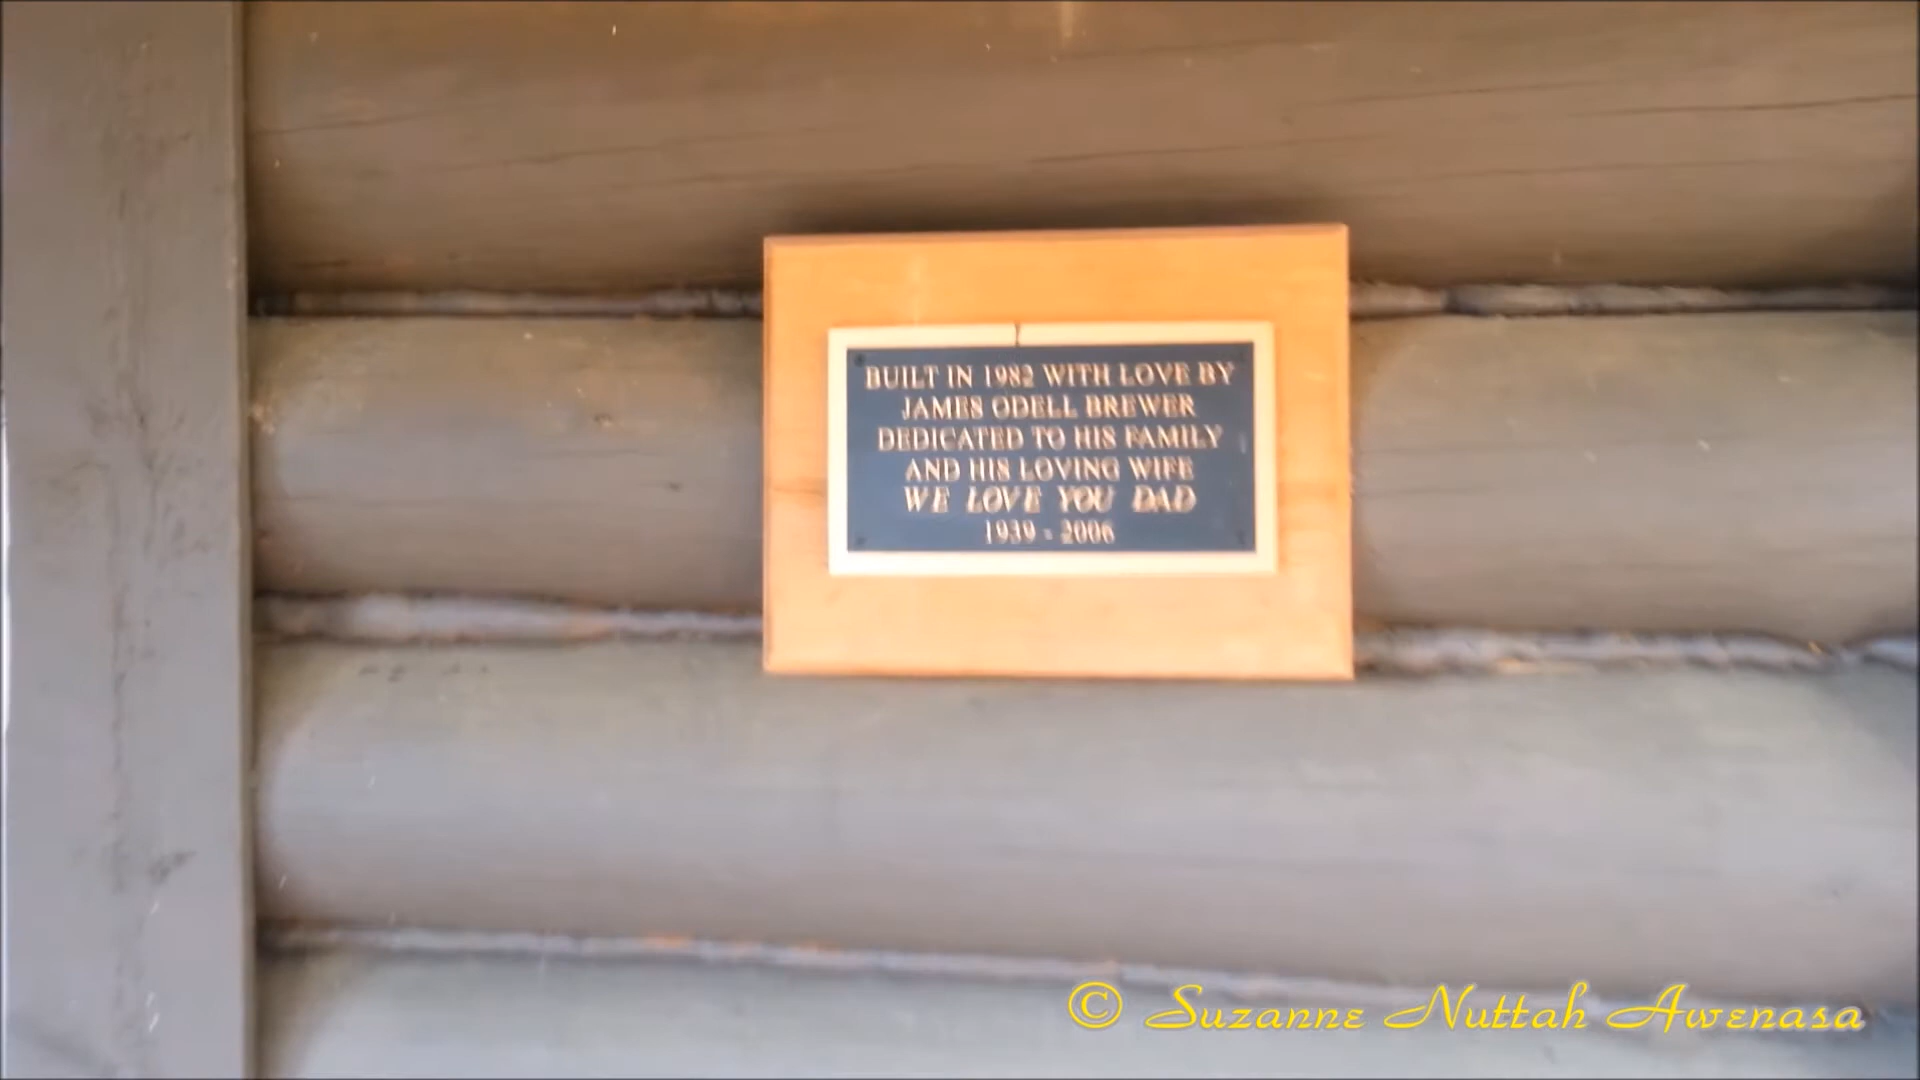 BUILT IN 1982 WITH LOVE BY
JAMES ODELL BREWER
DEDICATED TO HIS FAMILY
AND HIS LOVING WIFE
WE LOVE YOU DAD
1939 - 2006
© Suzanne Nuttah Awenasa